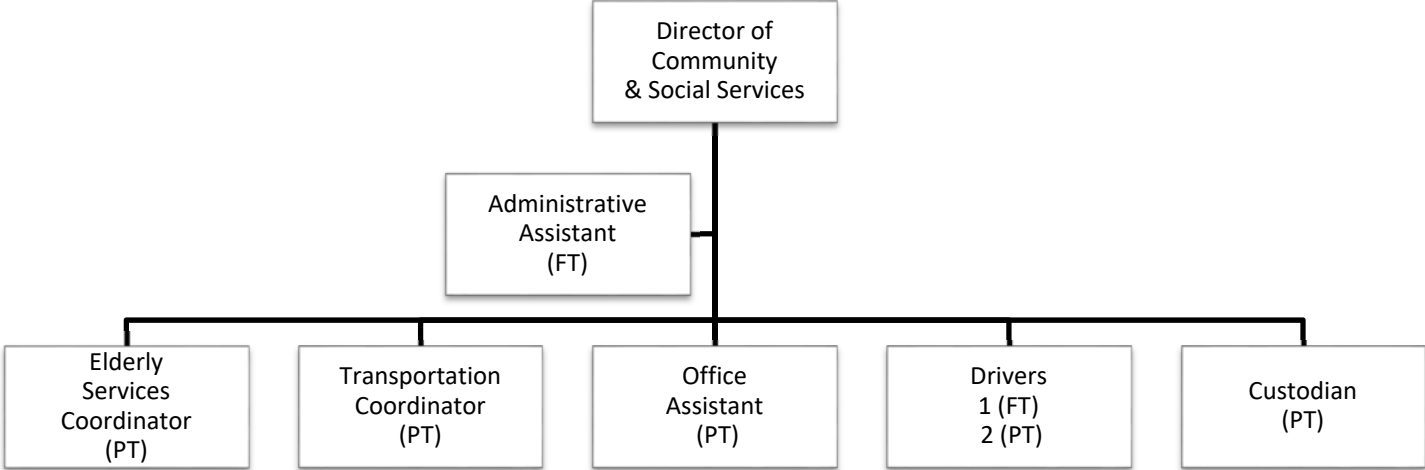 Director of
Community
& Social Services
Administrative
Assistant
(FT)
Elderly
Services
Coordinator
(PT)
Transportation
Coordinator
(PT)
Office
Assistant
(PT)
Drivers
1 (FT)
2 (PT)
Custodian
(PT)